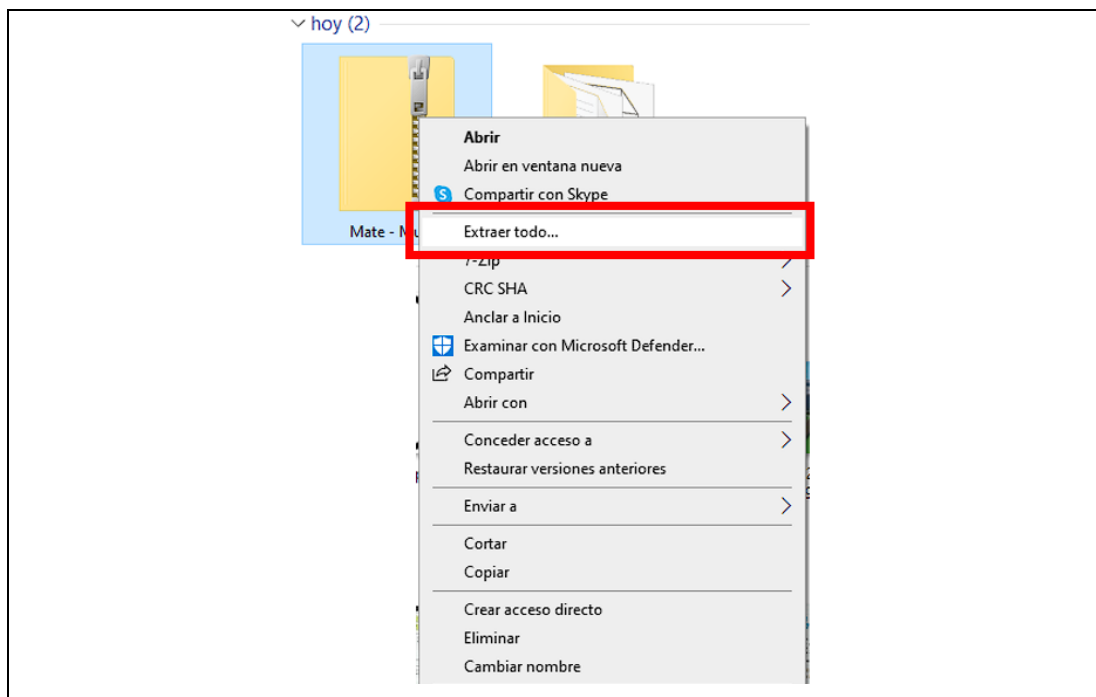 hoy (2)
Mate - Mu
Abrir
Abrir en ventana nueva
Compartir con Skype
Extraer todo...
7-Zip
CRC SHA
Anclar a Inicio
Examinar con Microsoft Defender...
Compartir
Abrir con
Conceder acceso a
Restaurar versiones anteriores
Enviar a
Cortar
Copiar
Crear acceso directo
Eliminar
Cambiar nombre